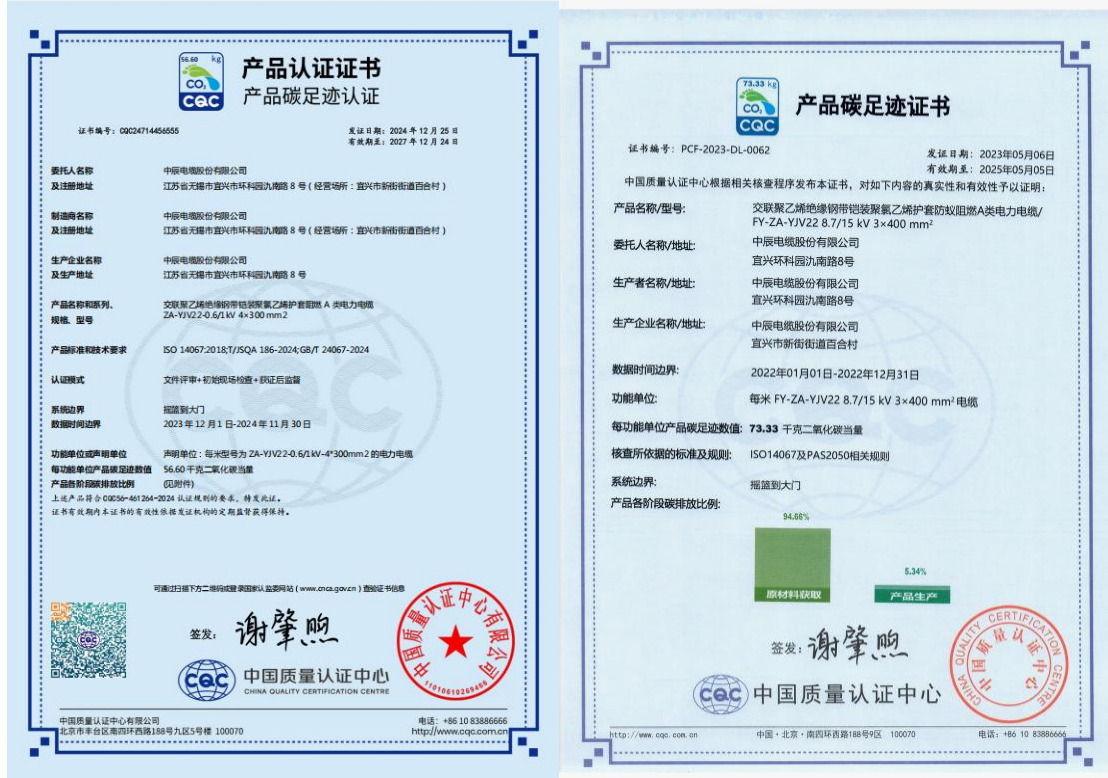 56.60 kg
CO₂
CQC
产品认证证书
产品碳足迹认证
证书编号：CQC24714456555
发证日期：2024 年 12 月 25 日
有效期至：2027 年 12 月 24 日
委托人名称 中辰电缆股份有限公司
及注册地址 江苏省无锡市宜兴市环科园氿南路 8 号（经营场所：宜兴市新街街道百合村）
制造商名称 中辰电缆股份有限公司
及注册地址 江苏省无锡市宜兴市环科园氿南路 8 号（经营场所：宜兴市新街街道百合村）
生产企业名称 中辰电缆股份有限公司
及生产地址 江苏省无锡市宜兴市环科园氿南路 8 号
产品名称和系列、 交联聚乙烯绝缘钢带铠装聚氯乙烯护套阻燃 A 类电力电缆
规格、型号 ZA-YJV22-0.6/1kV 4×300mm2
产品标准和技术要求 ISO 14067:2018;T/JSQA 186-2024;GB/T 24067-2024
认证模式 文件评审+初始现场检查+获证后监督
系统边界 摇篮到大门
数据时间边界 2023 年 12 月 1 日-2024 年 11 月 30 日
功能单位或声明单位 声明单位：每米型号为 ZA-YJV22-0.6/1kV-4*300mm2 的电力电缆
每功能单位产品碳足迹数值 56.60 千克二氧化碳当量
产品各阶段碳排放比例 (见附件)
上述产品符合 CQC56-461264-2024 认证规则的要求，特发此证。
证书有效期内本证书的有效性依据发证机构的定期监督获得保持。
可通过扫描下方二维码或登录国家认监委网站（www.cnca.gov.cn）查验证书信息
CQC
签发：
谢肇煦
中国质量认证中心有限公司
11010610269466
CQC
中国质量认证中心
CHINA QUALITY CERTIFICATION CENTRE
中国质量认证中心有限公司
北京市丰台区南四环西路188号九区5号楼 100070
电话：+86 10 83886666
http://www.cqc.com.cn
73.33 kg
CO₂
CQC
产品碳足迹证书
证书编号：PCF-2023-DL-0062
发证日期：2023年05月06日
有效期至：2025年05月05日
中国质量认证中心根据相关核查程序发布本证书，对如下内容的真实性和有效性予以证明：
产品名称/型号: 交联聚乙烯绝缘钢带铠装聚氯乙烯护套防蚁阻燃A类电力电缆/
FY-ZA-YJV22 8.7/15 kV 3×400 mm²
委托人名称/地址: 中辰电缆股份有限公司
宜兴环科园氿南路8号
生产者名称/地址: 中辰电缆股份有限公司
宜兴环科园氿南路8号
生产企业名称/地址: 中辰电缆股份有限公司
宜兴市新街街道百合村
数据时间边界: 2022年01月01日-2022年12月31日
功能单位: 每米 FY-ZA-YJV22 8.7/15 kV 3×400 mm² 电缆
每功能单位产品碳足迹数值: 73.33 千克二氧化碳当量
核查所依据的标准及规则: ISO14067及PAS2050相关规则
系统边界: 摇篮到大门
产品各阶段碳排放比例:
94.66%
原材料获取
5.34%
产品生产
签发:
谢肇煦
CHINA QUALITY CERTIFICATION CENTRE
中国质量认证中心
CQC
中国质量认证中心
http://www.cqc.com.cn
中国·北京·南四环西路188号9区 100070
电话：+86 10 83886666